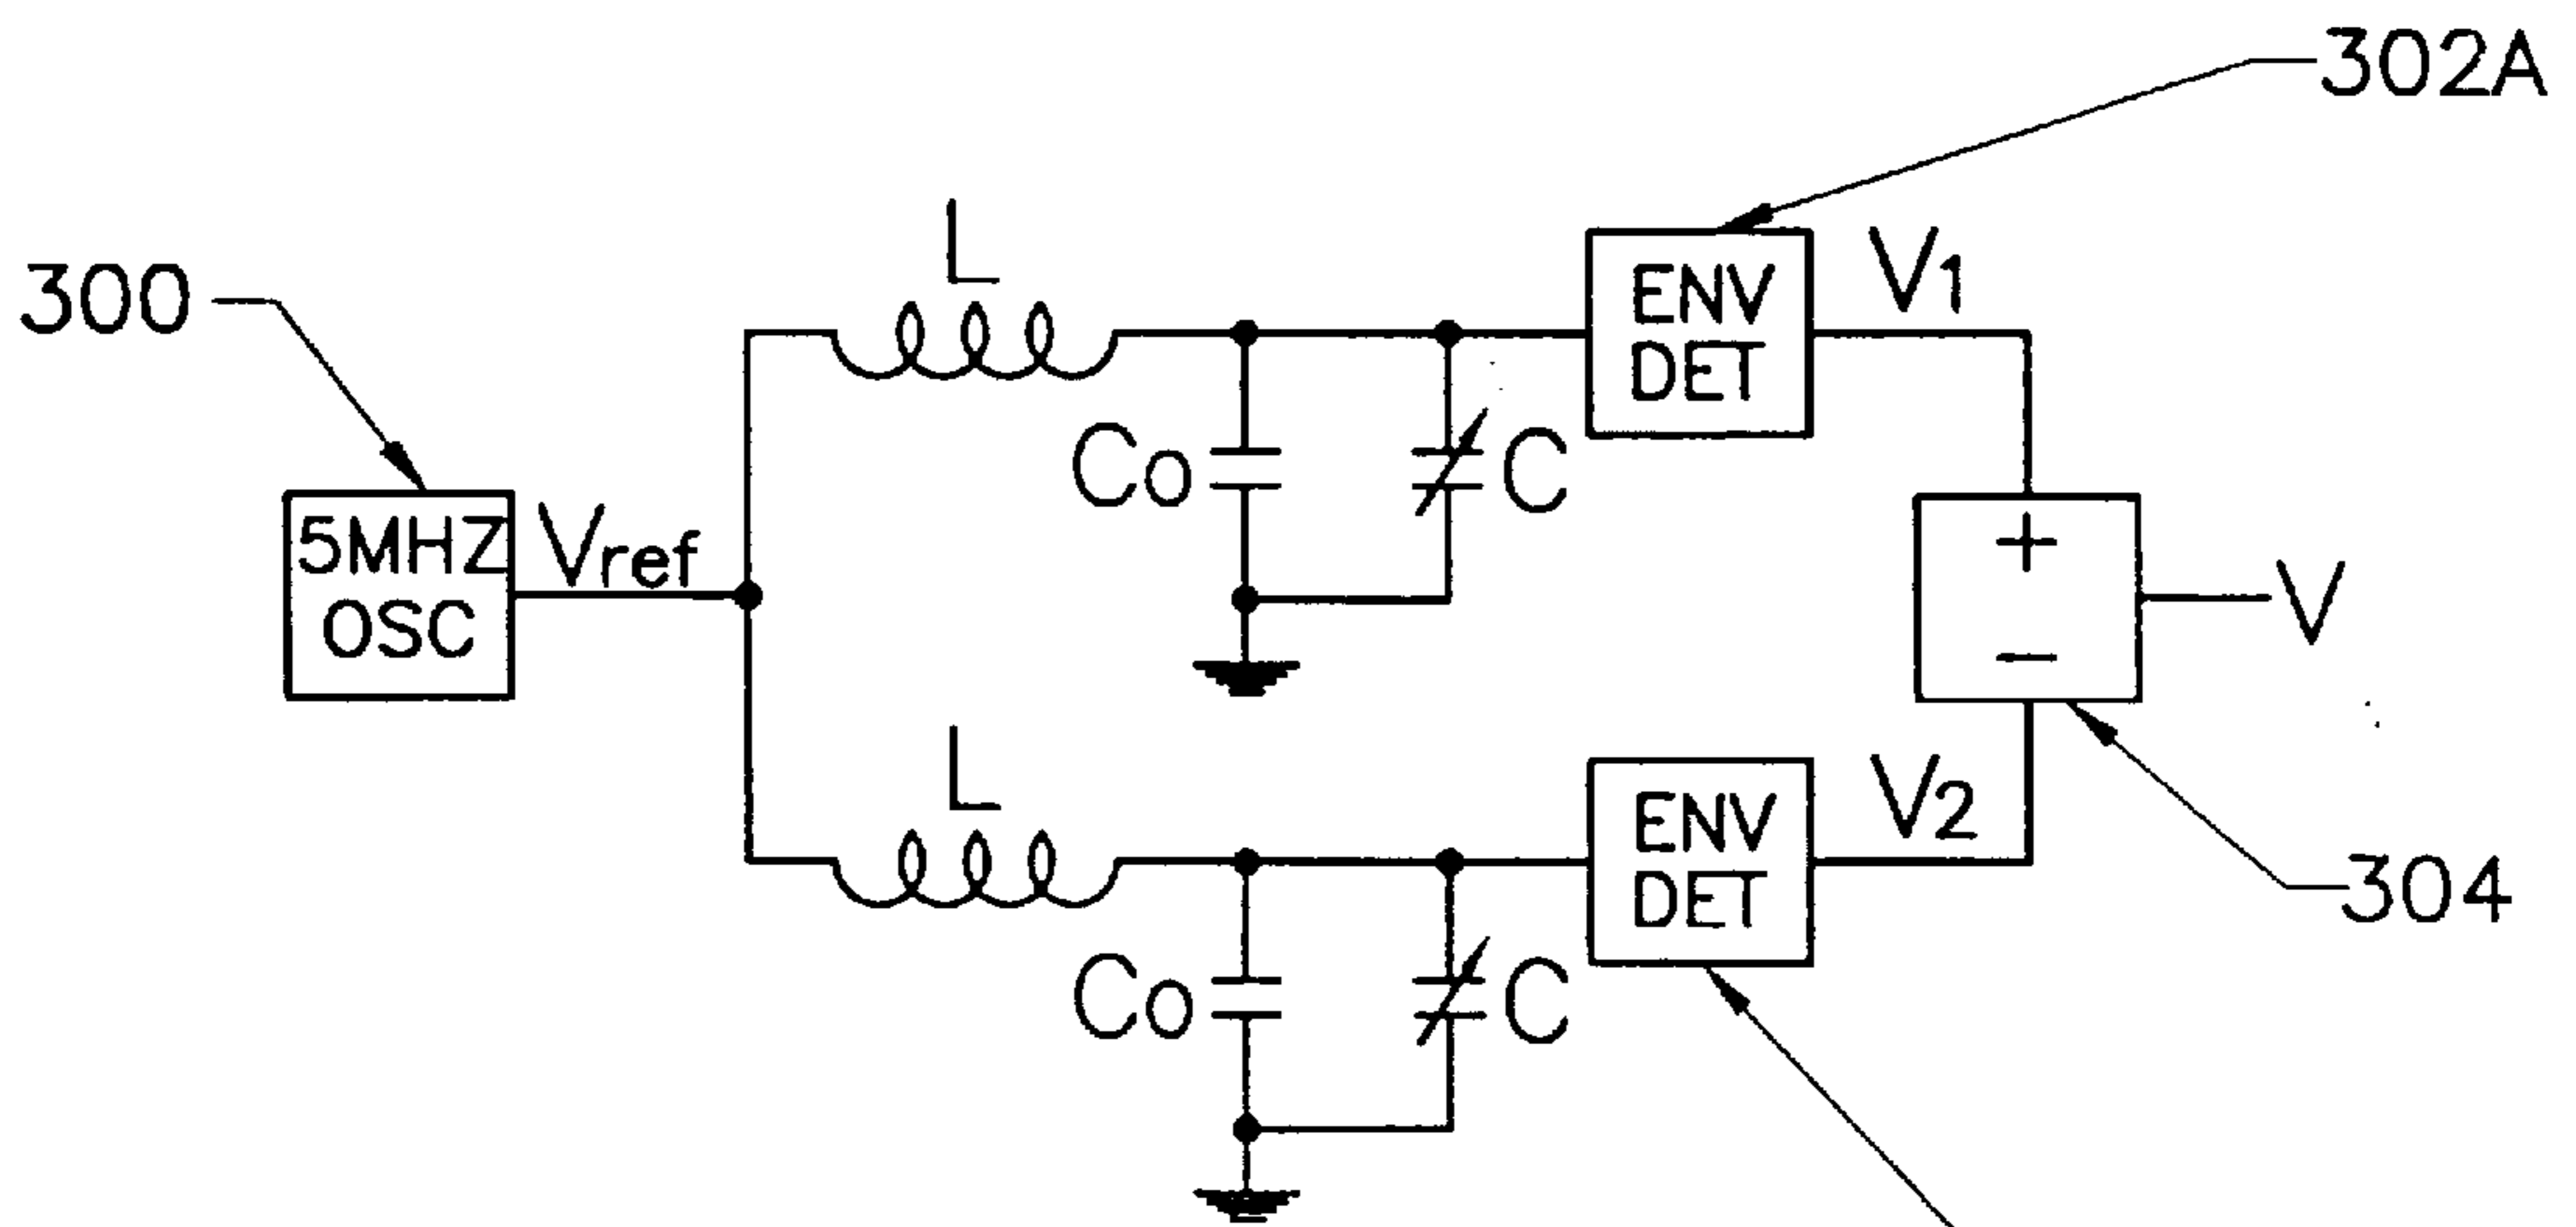 302A
300
L
ENV
DET
V1
Co
C
5MHZ
OSC
Vref
+
−
V
L
ENV
DET
V2
304
Co
C